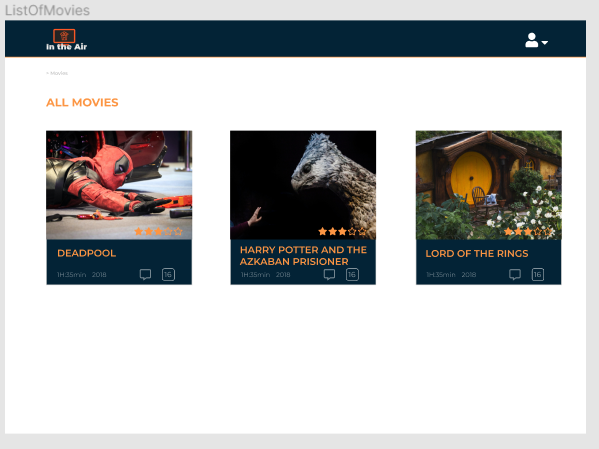 ListOfMovies
In the Air
< Movies
ALL MOVIES
DEADPOOL
1H:35min 2018
16
HARRY POTTER AND THE
AZKABAN PRISIONER
1H:35min 2018
16
LORD OF THE RINGS
1H:35min 2018
16